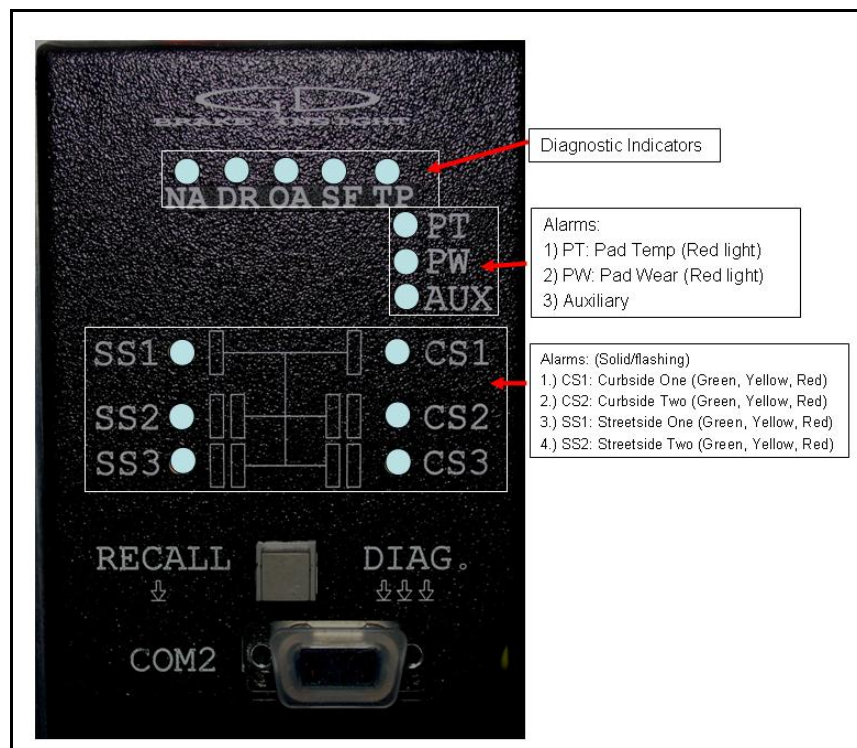 BRAKE INSIGHT
Diagnostic Indicators
NA DR OA SF TP
PT
PW
AUX
Alarms:
1) PT: Pad Temp (Red light)
2) PW: Pad Wear (Red light)
3) Auxiliary
SS1 CS1
SS2 CS2
SS3 CS3
Alarms: (Solid/flashing)
1.) CS1: Curbside One (Green, Yellow, Red)
2.) CS2: Curbside Two (Green, Yellow, Red)
3.) SS1: Streetside One (Green, Yellow, Red)
4.) SS2: Streetside Two (Green, Yellow, Red)
RECALL DIAG.
COM2